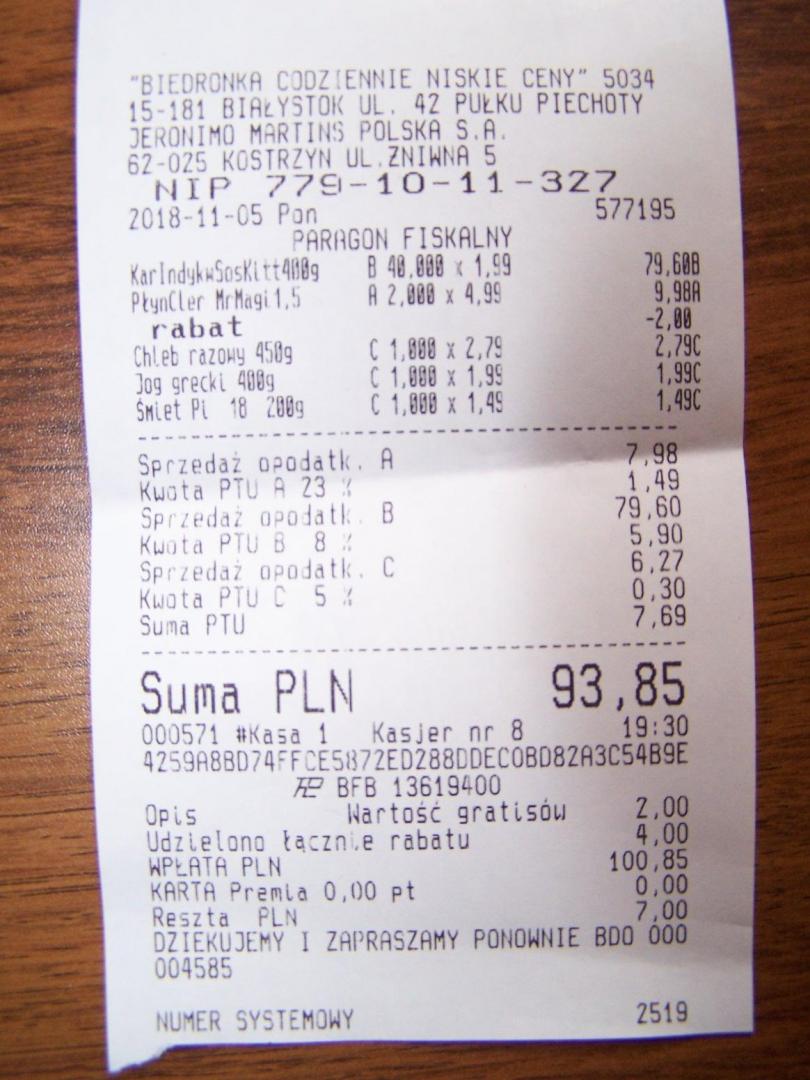 "BIEDRONKA CODZIENNIE NISKIE CENY" 5034
15-181 BIAŁYSTOK UL. 42 PUŁKU PIECHOTY
JERONIMO MARTINS POLSKA S.A.
62-025 KOSTRZYN UL.ŻNIWNA 5
NIP 779-10-11-327
2018-11-05 Pon 577195
PARAGON FISKALNY
KarIndykwSosKitt400g B 40,000 x 1,99 79,60B
PłynCler MrMagi1,5 A 2,000 x 4,99 9,98A
rabat -2,00
Chleb razowy 450g C 1,000 x 2,79 2,79C
Jog grecki 400g C 1,000 x 1,99 1,99C
Śmiet Pi 18 200g C 1,000 x 1,49 1,49C
Sprzedaż opodatk. A 7,98
Kwota PTU A 23 % 1,49
Sprzedaż opodatk. B 79,60
Kwota PTU B 8 % 5,90
Sprzedaż opodatk. C 6,27
Kwota PTU C 5 % 0,30
Suma PTU 7,69
Suma PLN 93,85
000571 #Kasa 1 Kasjer nr 8 19:30
4259A8BD74FFCE5872ED288DDEC0BD82A3C54B9E
BFB 13619400
Opis Wartość gratisów 2,00
Udzielono łącznie rabatu 4,00
WPŁATA PLN 100,85
KARTA Premia 0,00 pt 0,00
Reszta PLN 7,00
DZIEKUJEMY I ZAPRASZAMY PONOWNIE BDO 000
004585
NUMER SYSTEMOWY 2519